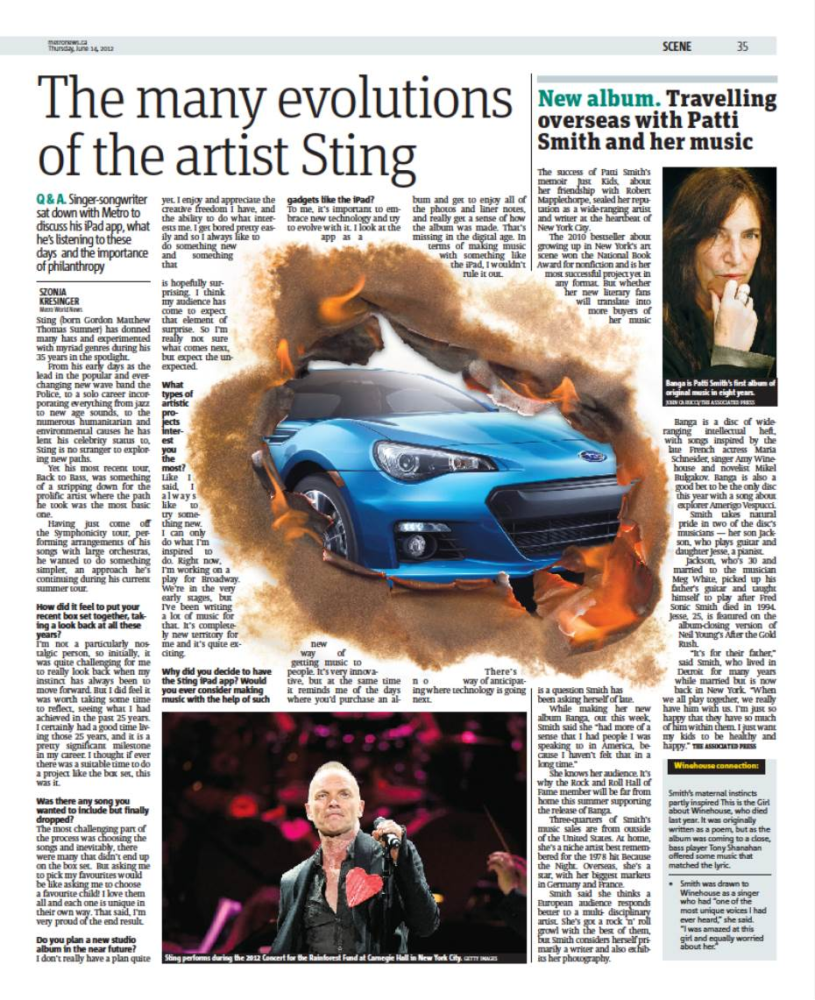 metronews.ca
Thursday, June 14, 2012
SCENE
35
The many evolutions
of the artist Sting
Q & A. Singer-songwriter
sat down with Metro to
discuss his iPad app, what
he's listening to these
days and the importance
of philanthropy
SZONJA
KRESINGER
Metro World News
Sting (born Gordon Matthew
Thomas Sumner) has donned
many hats and experimented
with myriad genres during his
35 years in the spotlight.
From his early days as the
lead in the popular and ever-
changing new wave band the
Police, to a solo career incor-
porating everything from jazz
to new age sounds, to the
numerous humanitarian and
environmental causes he has
lent his celebrity status to,
Sting is no stranger to explor-
ing new paths.
Yet his most recent tour,
Back to Bass, was something
of a stripping down for the
prolific artist where the path
he took was the most basic
one.
Having just come off
the Symphonicity tour, per-
forming arrangements of his
songs with large orchestras,
he wanted to do something
simpler, an approach he's
continuing during his current
summer tour.
How did it feel to put your
recent box set together, tak-
ing a look back at all these
years?
I'm not a particularly nos-
talgic person, so initially, it
was quite challenging for me
to really look back when my
instinct has always been to
move forward. But I did feel it
was worth taking some time
to reflect, seeing what I had
achieved in the past 25 years.
I certainly had a good time liv-
ing those 25 years, and it is a
pretty significant milestone
in my career. I thought if ever
there was a suitable time to do
a project like the box set, this
was it.
Was there any song you
wanted to include but finally
dropped?
The most challenging part of
the process was choosing the
songs and inevitably, there
were many that didn't end up
on the box set. But asking me
to pick my favourites would
be like asking me to choose
a favourite child! I love them
all and each one is unique in
their own way. That said, I'm
very proud of the end result.
Do you plan a new studio
album in the near future?
I don't really have a plan quite
yet. I enjoy and appreciate the
creative freedom I have, and
the ability to do what inter-
ests me. I get bored pretty eas-
ily and so I always like to
do something new
and something
that
is hopefully sur-
prising. I think
my audience has
come to expect
that element of
surprise. So I'm
really not sure
what comes next,
but expect the un-
expected.
What
types of
artistic
pro-
jects
inter-
est
you
the
most?
Like I
said, I
always
like to
try some-
thing new.
I can only
do what I'm
inspired to
do. Right now,
I'm working on a
play for Broadway.
We're in the very
early stages, but
I've been writing
a lot of music for
that. It's complete-
ly new territory for
me and it's quite ex-
citing.
Why did you decide to have
the Sting iPad app? Would
you ever consider making
music with the help of such
gadgets like the iPad?
To me, it's important to em-
brace new technology and try
to evolve with it. I look at the
app as a
new
way of
getting music to
people. It's very innova-
tive, but at the same time
it reminds me of the days
where you'd purchase an al-
bum and get to enjoy all of
the photos and liner notes,
and really get a sense of how
the album was made. That's
missing in the digital age. In
terms of making music
with something like
the iPad, I wouldn't
rule it out.
There's
no way of anticipat-
ing where technology is going
next.
Sting performs during the 2012 Concert for the Rainforest Fund at Carnegie Hall in New York City. GETTY IMAGES
New album. Travelling
overseas with Patti
Smith and her music
The success of Patti Smith's
memoir Just Kids, about
her friendship with Robert
Mapplethorpe, sealed her repu-
tation as a wide-ranging artist
and writer at the heartbeat of
New York City.
The 2010 bestseller about
growing up in New York's art
scene won the National Book
Award for nonfiction and is her
most successful project yet in
any format. But whether
her new literary fans
will translate into
more buyers of
her music
is a question Smith has
been asking herself of late.
While making her new
album Banga, out this week,
Smith said she "had more of a
sense that I had people I was
speaking to in America, be-
cause I haven't felt that in a
long time."
She knows her audience. It's
why the Rock and Roll Hall of
Fame member will be far from
home this summer supporting
the release of Banga.
Three-quarters of Smith's
music sales are from outside
of the United States. At home,
she's a niche artist best remem-
bered for the 1978 hit Because
the Night. Overseas, she's a
star, with her biggest markets
in Germany and France.
Smith said she thinks a
European audience responds
better to a multi- disciplinary
artist. She's got a rock 'n' roll
growl with the best of them,
but Smith considers herself pri-
marily a writer and also exhib-
its her photography.
Banga is Patti Smith's first album of
original music in eight years.
THE ASSOCIATED PRESS
Banga is a disc of wide-
ranging intellectual heft,
with songs inspired by the
late French actress Maria
Schneider, singer Amy Wine-
house and novelist Mikel
Bulgakov. Banga is also a
good bet to be the only disc
this year with a song about
explorer Amerigo Vespucci.
Smith takes natural
pride in two of the disc's
musicians — her son Jack-
son, who plays guitar and
daughter Jesse, a pianist.
Jackson, who's 30 and
married to the musician
Meg White, picked up his
father's guitar and taught
himself to play after Fred
Sonic Smith died in 1994.
Jesse, 25, is featured on the
album-closing version of
Neil Young's After the Gold
Rush.
"It's for their father,"
said Smith, who lived in
Detroit for many years
while married but is now
back in New York. "When
we all play together, we really
have him with us. I'm just so
happy that they have so much
of him within them. I just want
my kids to be healthy and
happy." THE ASSOCIATED PRESS
Winehouse connection:
Smith's maternal instincts
partly inspired This is the Girl
about Winehouse, who died
last year. It was originally
written as a poem, but as the
album was coming to a close,
bass player Tony Shanahan
offered some music that
matched the lyric.
• Smith was drawn to
Winehouse as a singer
who had "one of the
most unique voices I had
ever heard," she said.
"I was amazed at this
girl and equally worried
about her."